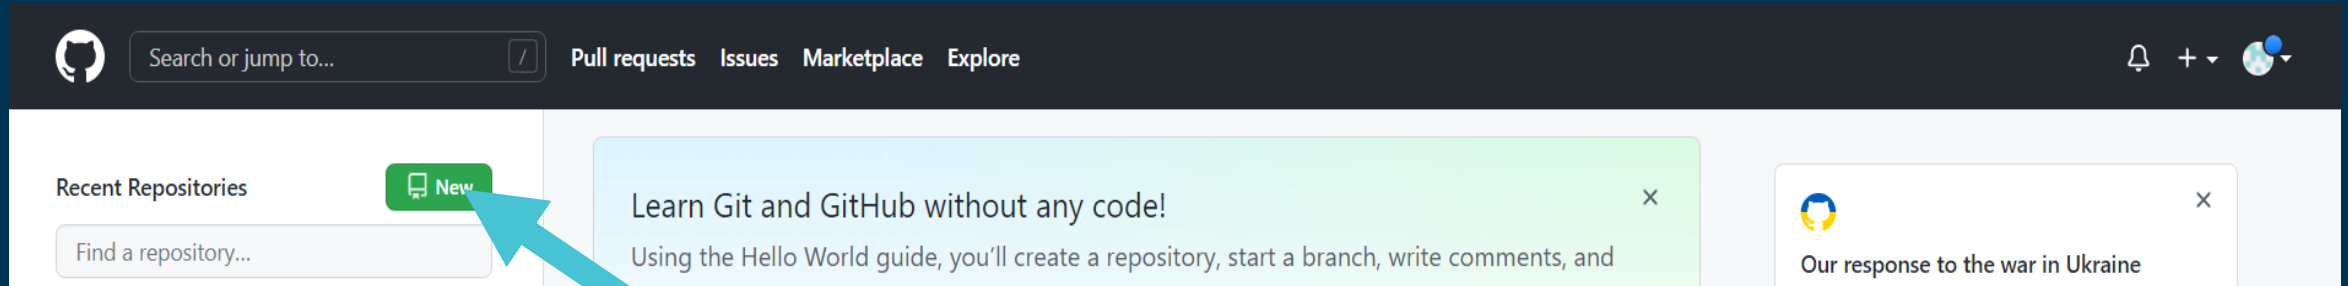 Search or jump to... /
Pull requests Issues Marketplace Explore
Recent Repositories
New
Find a repository...
Learn Git and GitHub without any code!
Using the Hello World guide, you’ll create a repository, start a branch, write comments, and
Our response to the war in Ukraine